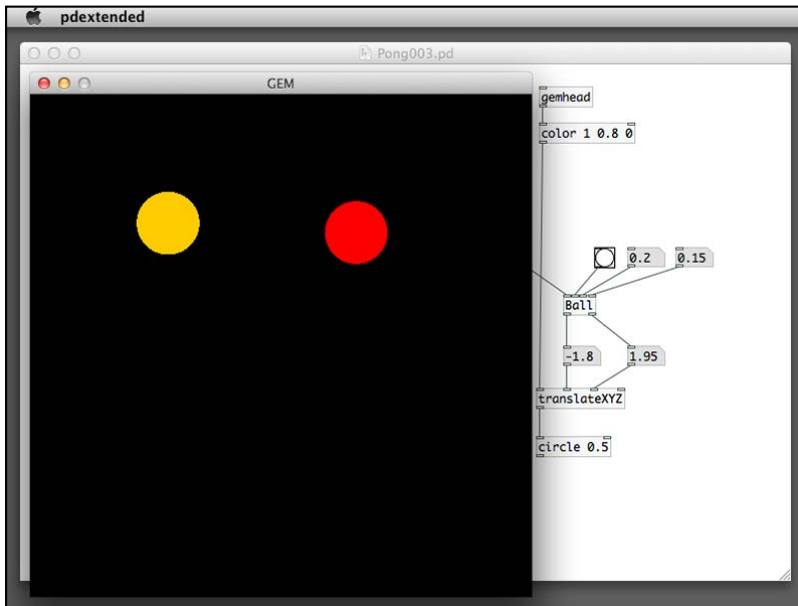 pdextended
Pong003.pd
GEM
gemhead
color 1 0.8 0
0.2
0.15
Ball
-1.8
1.95
translateXYZ
circle 0.5